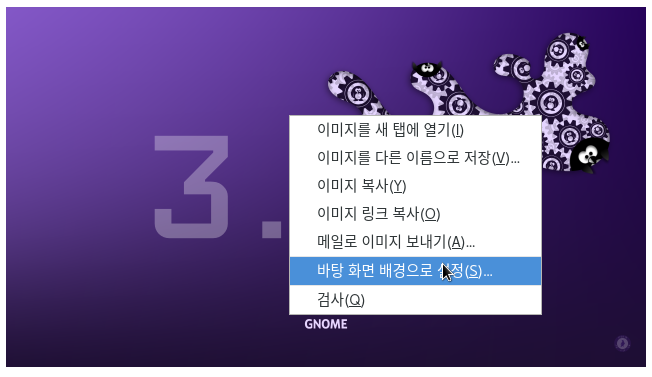 3.
이미지를 새 탭에 열기(I)
이미지를 다른 이름으로 저장(V)...
이미지 복사(Y)
이미지 링크 복사(O)
메일로 이미지 보내기(A)...
바탕 화면 배경으로 설정(S)...
검사(Q)
GNOME